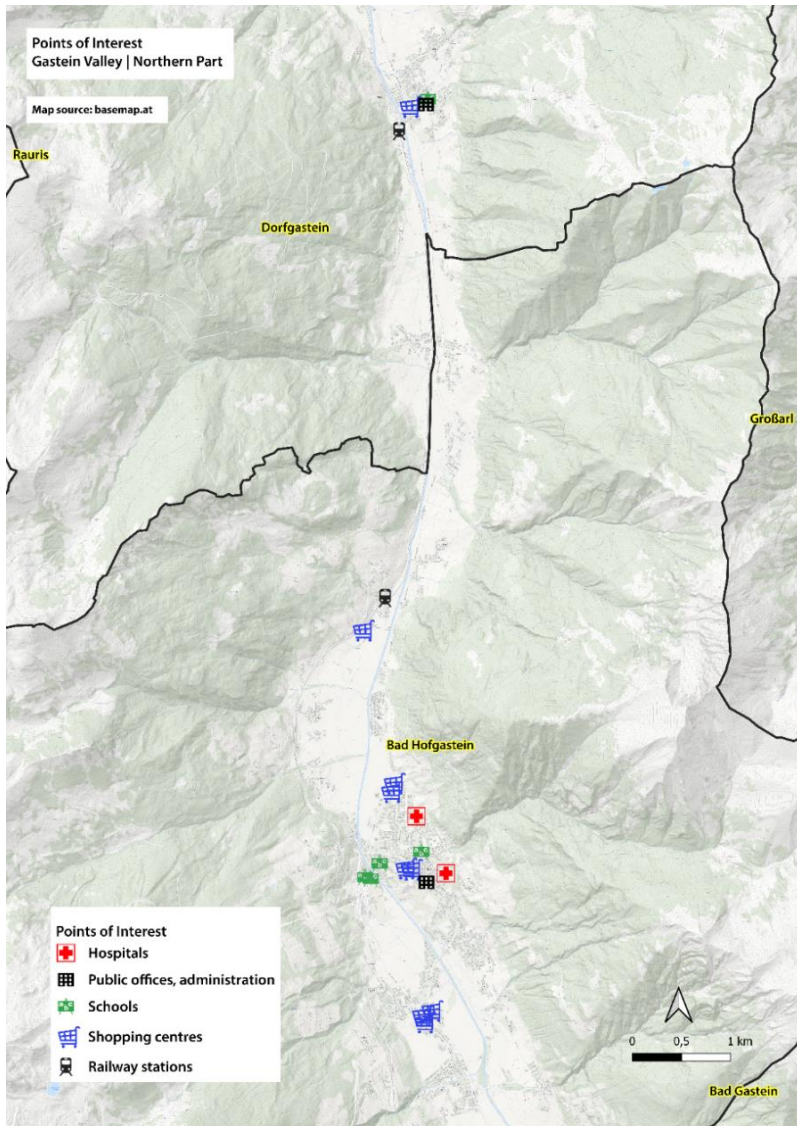 Points of Interest
Gastein Valley | Northern Part
Map source: basemap.at
Rauris
Dorfgastein
Großarl
Bad Hofgastein
Points of Interest
Hospitals
Public offices, administration
Schools
Shopping centres
Railway stations
0 0,5 1 km
Bad Gastein